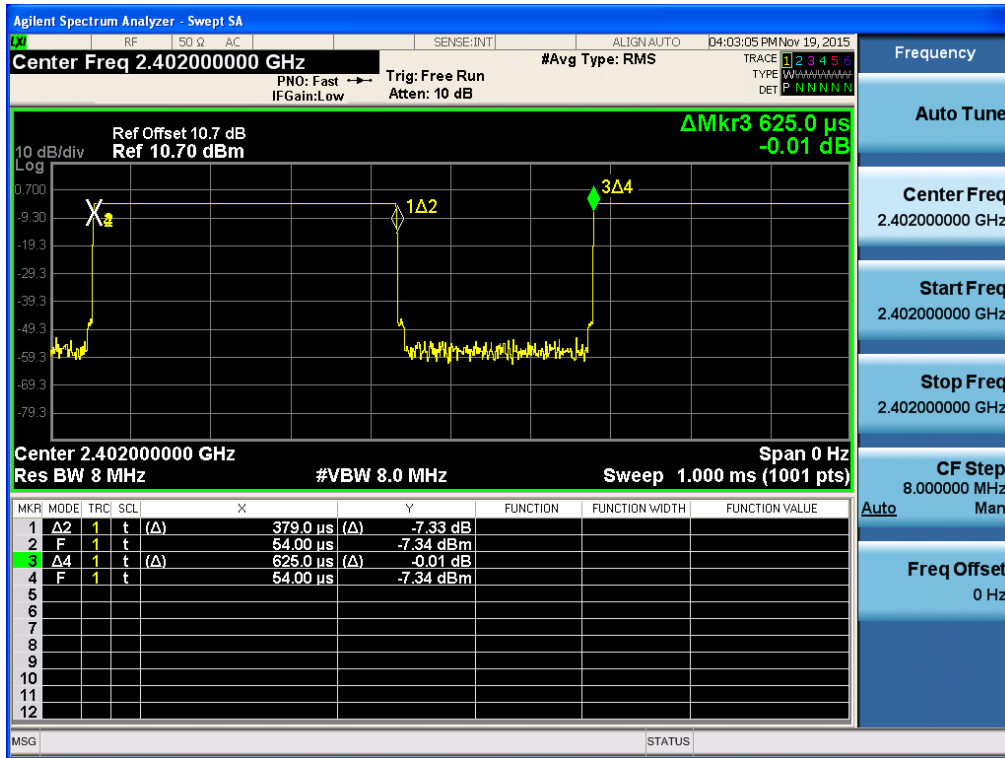 Agilent Spectrum Analyzer - Swept SA
LXI RF 50 Ω AC SENSE:INT ALIGN AUTO 04:03:05 PM Nov 19, 2015
Center Freq 2.402000000 GHz
PNO: Fast
IFGain:Low
Trig: Free Run
Atten: 10 dB
#Avg Type: RMS
TRACE 1 2 3 4 5 6
TYPE
DET P N N N N N
ΔMkr3 625.0 µs
-0.01 dB
Ref Offset 10.7 dB
10 dB/div Ref 10.70 dBm
Log
0.700
-9.30
-19.3
-29.3
-39.3
-49.3
-59.3
-69.3
-79.3
1Δ2
3Δ4
Center 2.402000000 GHz Span 0 Hz
Res BW 8 MHz #VBW 8.0 MHz Sweep 1.000 ms (1001 pts)
MKR MODE TRC SCL X Y FUNCTION FUNCTION WIDTH FUNCTION VALUE
1 Δ2 1 t (Δ) 379.0 µs (Δ) -7.33 dB
2 F 1 t 54.00 µs -7.34 dBm
3 Δ4 1 t (Δ) 625.0 µs (Δ) -0.01 dB
4 F 1 t 54.00 µs -7.34 dBm
5
6
7
8
9
10
11
12
MSG STATUS
Frequency
Auto Tune
Center Freq
2.402000000 GHz
Start Freq
2.402000000 GHz
Stop Freq
2.402000000 GHz
CF Step
8.000000 MHz
Auto Man
Freq Offset
0 Hz